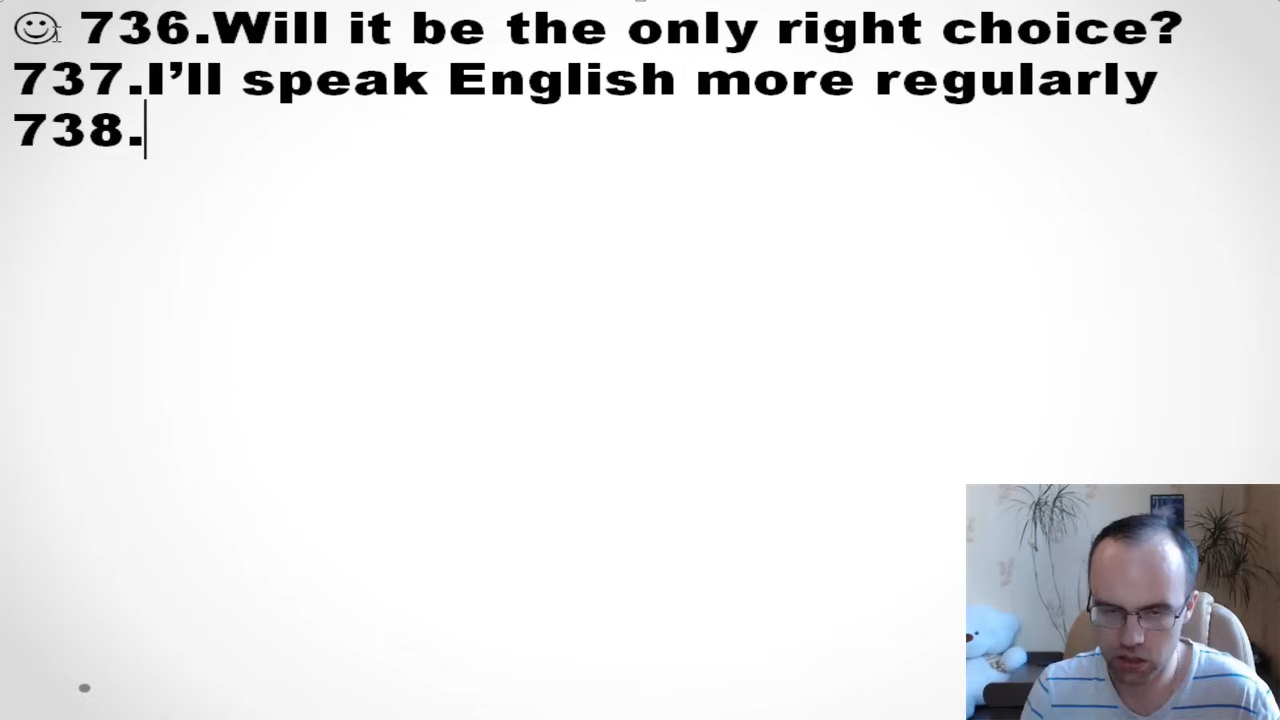 ☺ 736.Will it be the only right choice?
737.I’ll speak English more regularly
738.